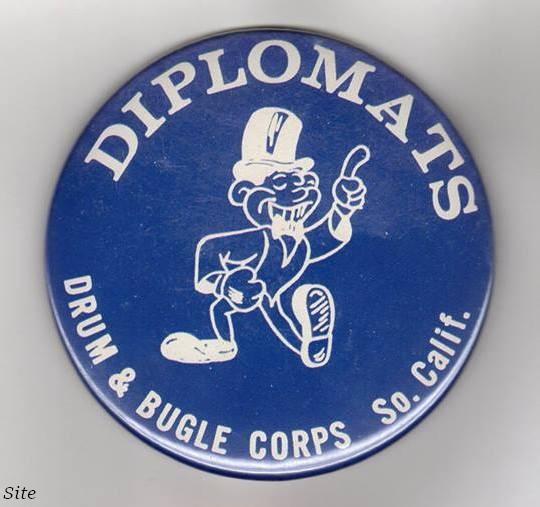 DIPLOMATS
DRUM & BUGLE CORPS So. Calif.
Site